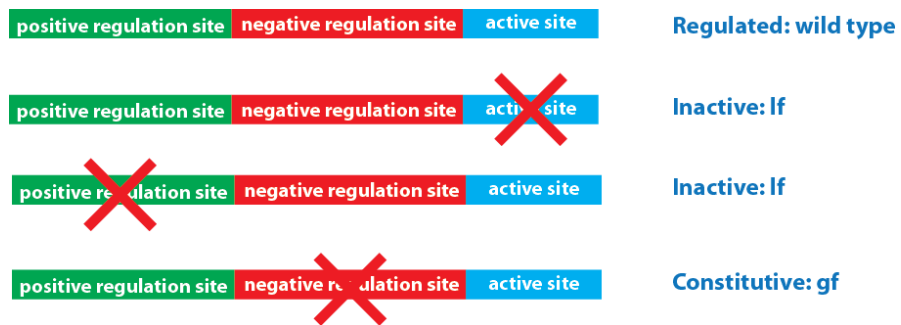 positive regulation site negative regulation site active site Regulated: wild type
positive regulation site negative regulation site active site Inactive: lf
positive regulation site negative regulation site active site Inactive: lf
positive regulation site negative regulation site active site Constitutive: gf